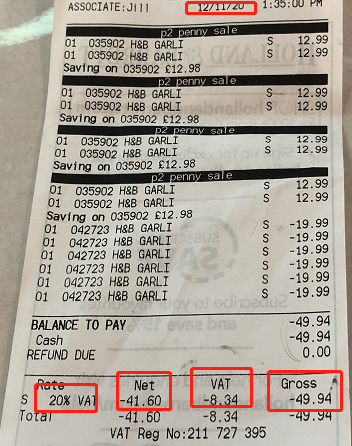 ASSOCIATE:Jill 12/11/20 1:35:00 PM
p2 penny sale
01 035902 H&B GARLI S 12.99
01 035902 H&B GARLI S 12.99
Saving on 035902 £12.98
p2 penny sale
01 035902 H&B GARLI S 12.99
01 035902 H&B GARLI S 12.99
Saving on 035902 £12.98
p2 penny sale
01 035902 H&B GARLI S 12.99
01 035902 H&B GARLI S 12.99
Saving on 035902 £12.98
p2 penny sale
01 035902 H&B GARLI S 12.99
01 035902 H&B GARLI S 12.99
Saving on 035902 £12.98
01 042723 H&B GARLI S -19.99
01 042723 H&B GARLI S -19.99
01 042723 H&B GARLI S -19.99
01 042723 H&B GARLI S -19.99
01 042723 H&B GARLI S -19.99
BALANCE TO PAY -49.94
Cash -49.94
REFUND DUE 0.00
Rate Net VAT Gross
S 20% VAT -41.60 -8.34 -49.94
Total -41.60 -8.34 -49.94
VAT Reg No:211 727 395